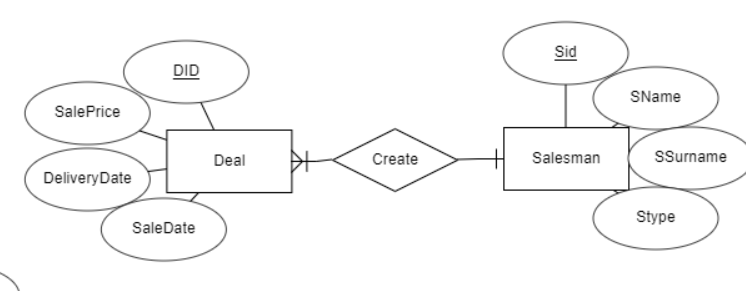 DID
SalePrice
DeliveryDate
SaleDate
Deal
Create
Sid
SName
Salesman
SSurname
Stype